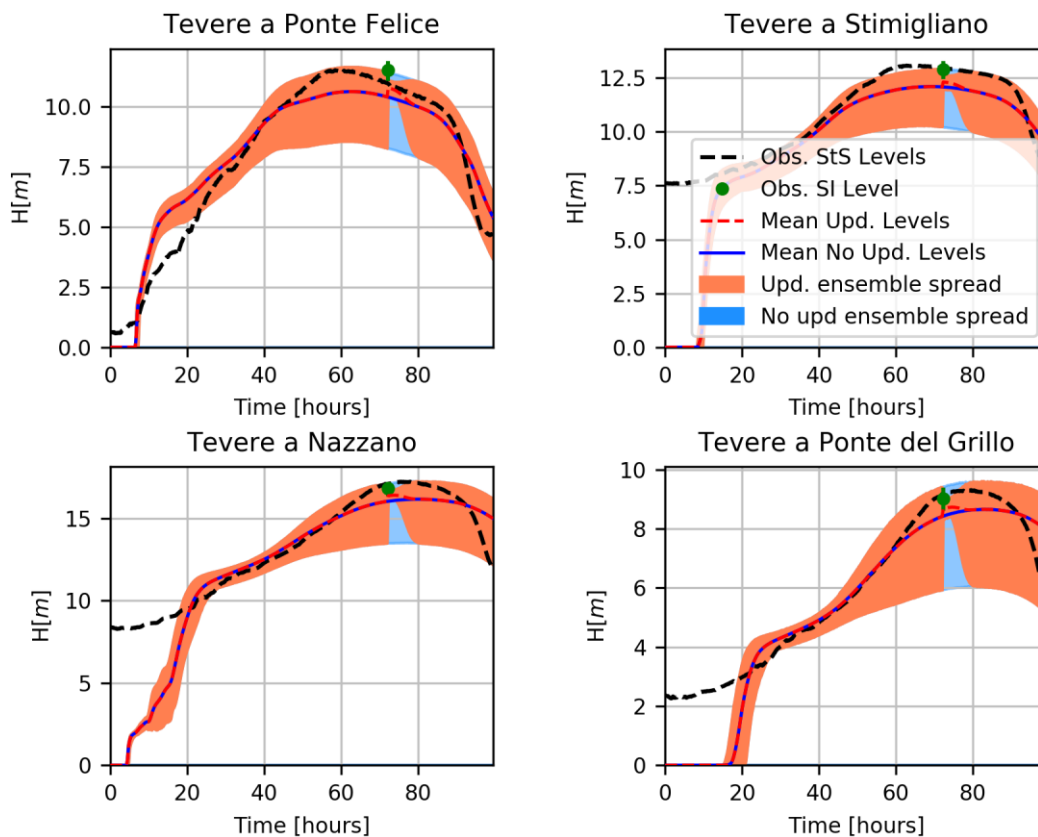 Tevere a Ponte Felice
10.0
7.5
5.0
2.5
0.0
H[m]
0 20 40 60 80
Time [hours]
Tevere a Stimigliano
12.5
10.0
7.5
5.0
2.5
0.0
H[m]
Obs. StS Levels
Obs. SI Level
Mean Upd. Levels
Mean No Upd. Levels
Upd. ensemble spread
No upd ensemble spread
0 20 40 60 80
Time [hours]
Tevere a Nazzano
15
10
5
0
H[m]
0 20 40 60 80
Time [hours]
Tevere a Ponte del Grillo
10
8
6
4
2
0
H[m]
0 20 40 60 80
Time [hours]